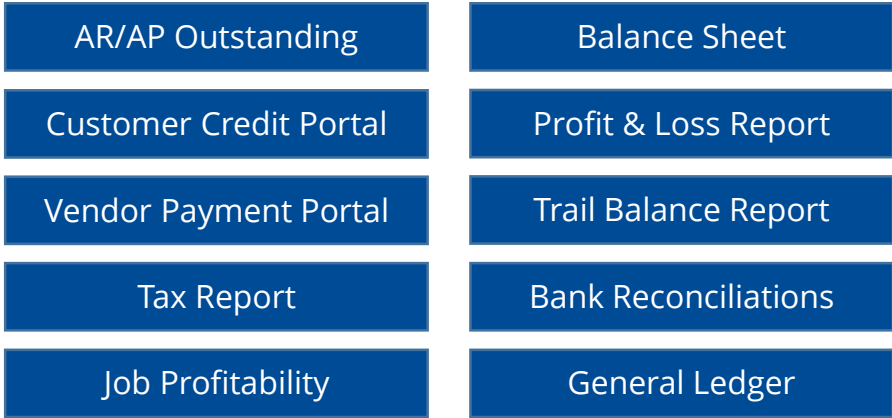 AR/AP Outstanding
Balance Sheet
Customer Credit Portal
Profit & Loss Report
Vendor Payment Portal
Trail Balance Report
Tax Report
Bank Reconciliations
Job Profitability
General Ledger